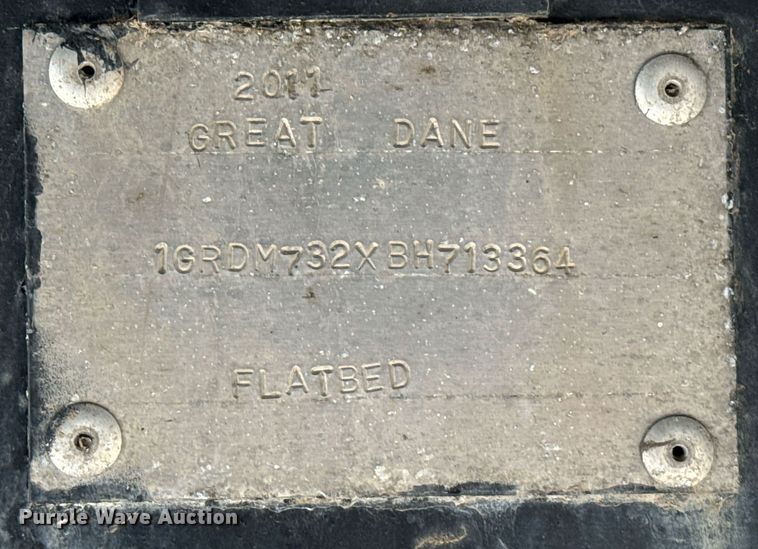 2011
GREAT DANE
1GRDM732XBH713364
FLATBED
Purple Wave Auction